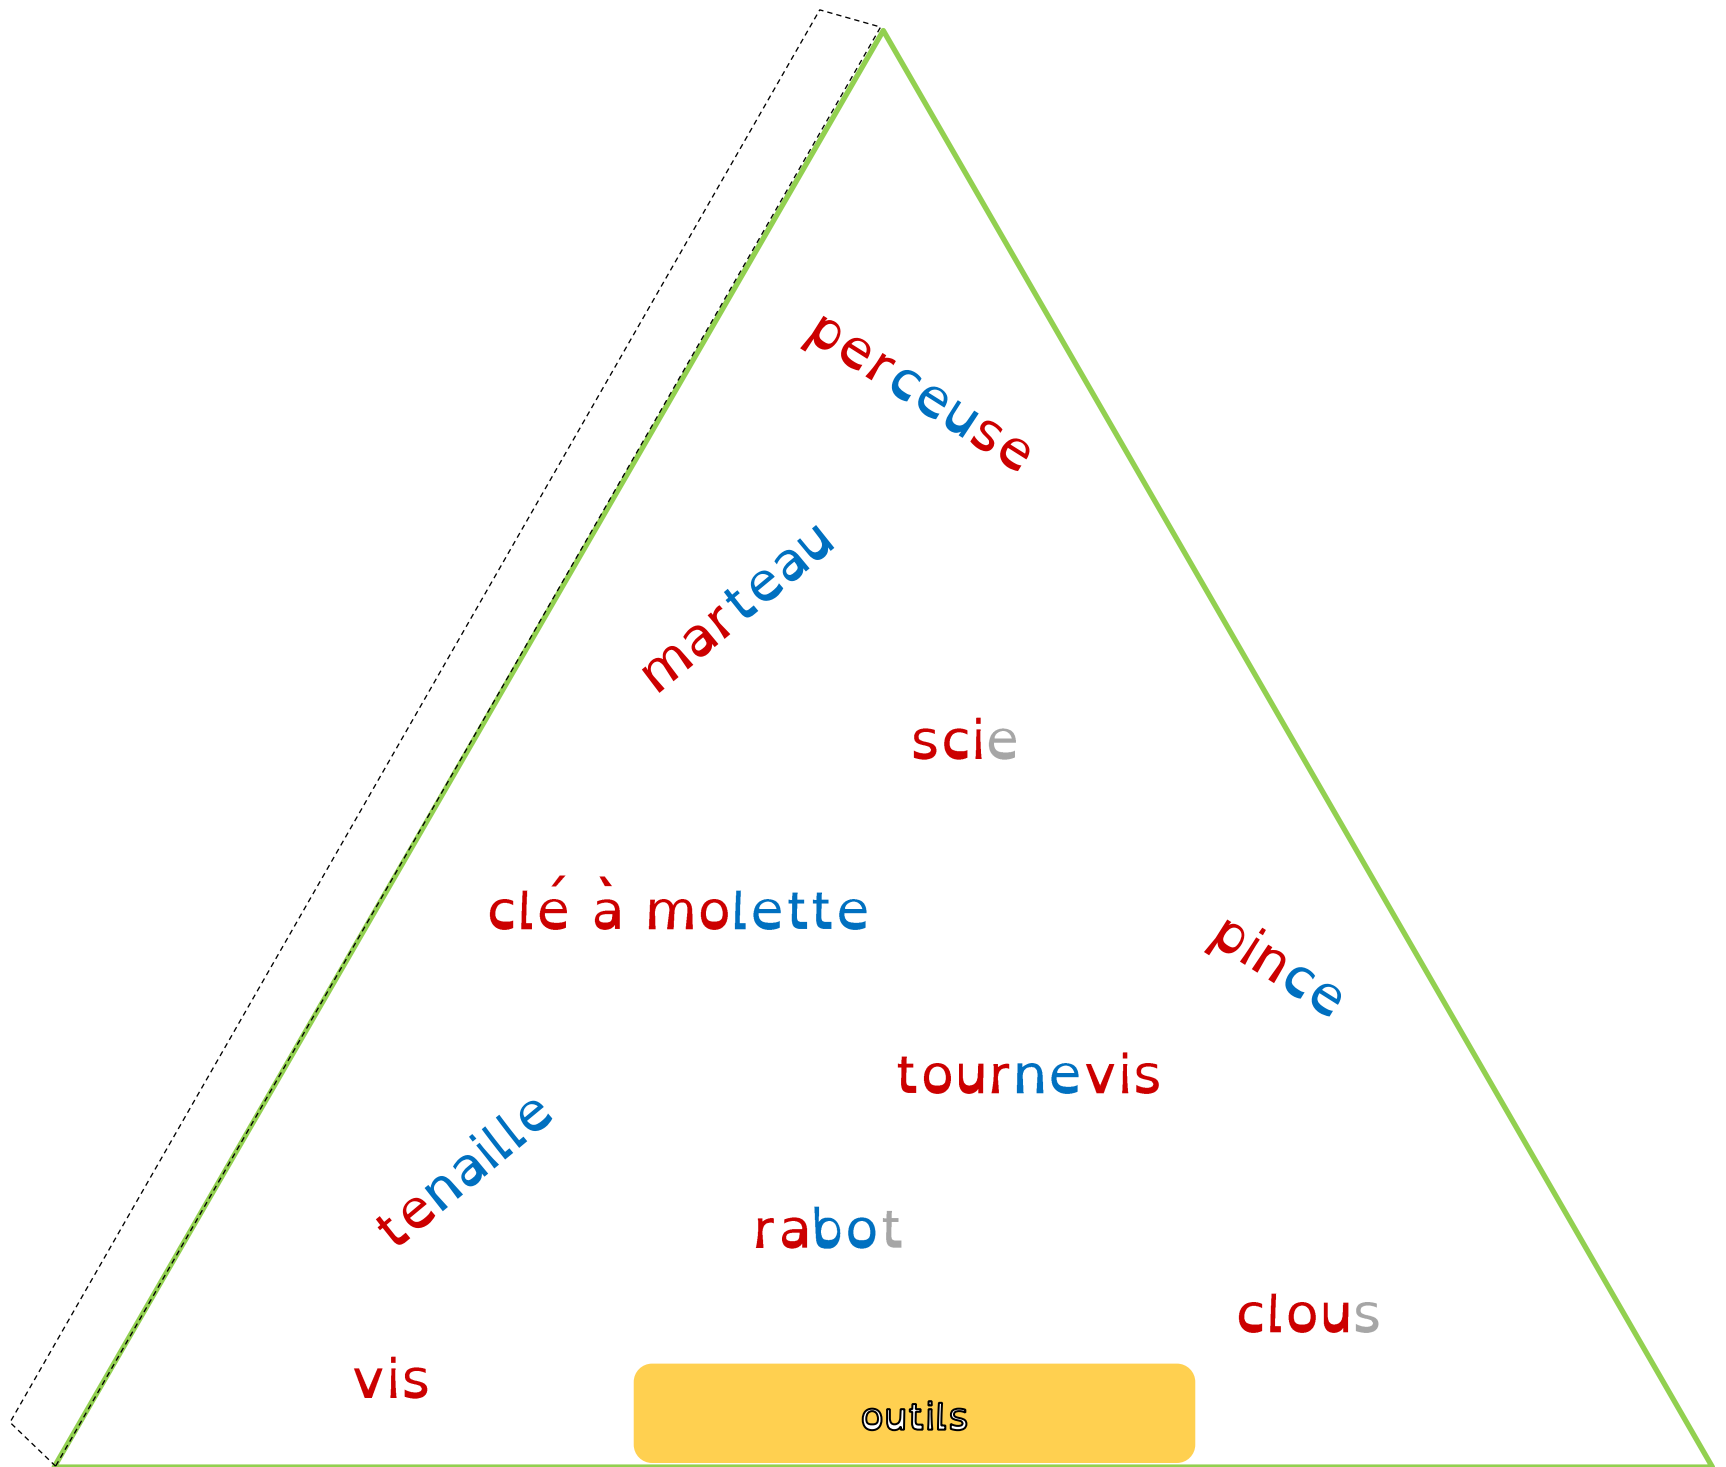 perceuse
marteau
scie
clé à molette
pince
tournevis
tenaille
rabot
clous
vis
outils